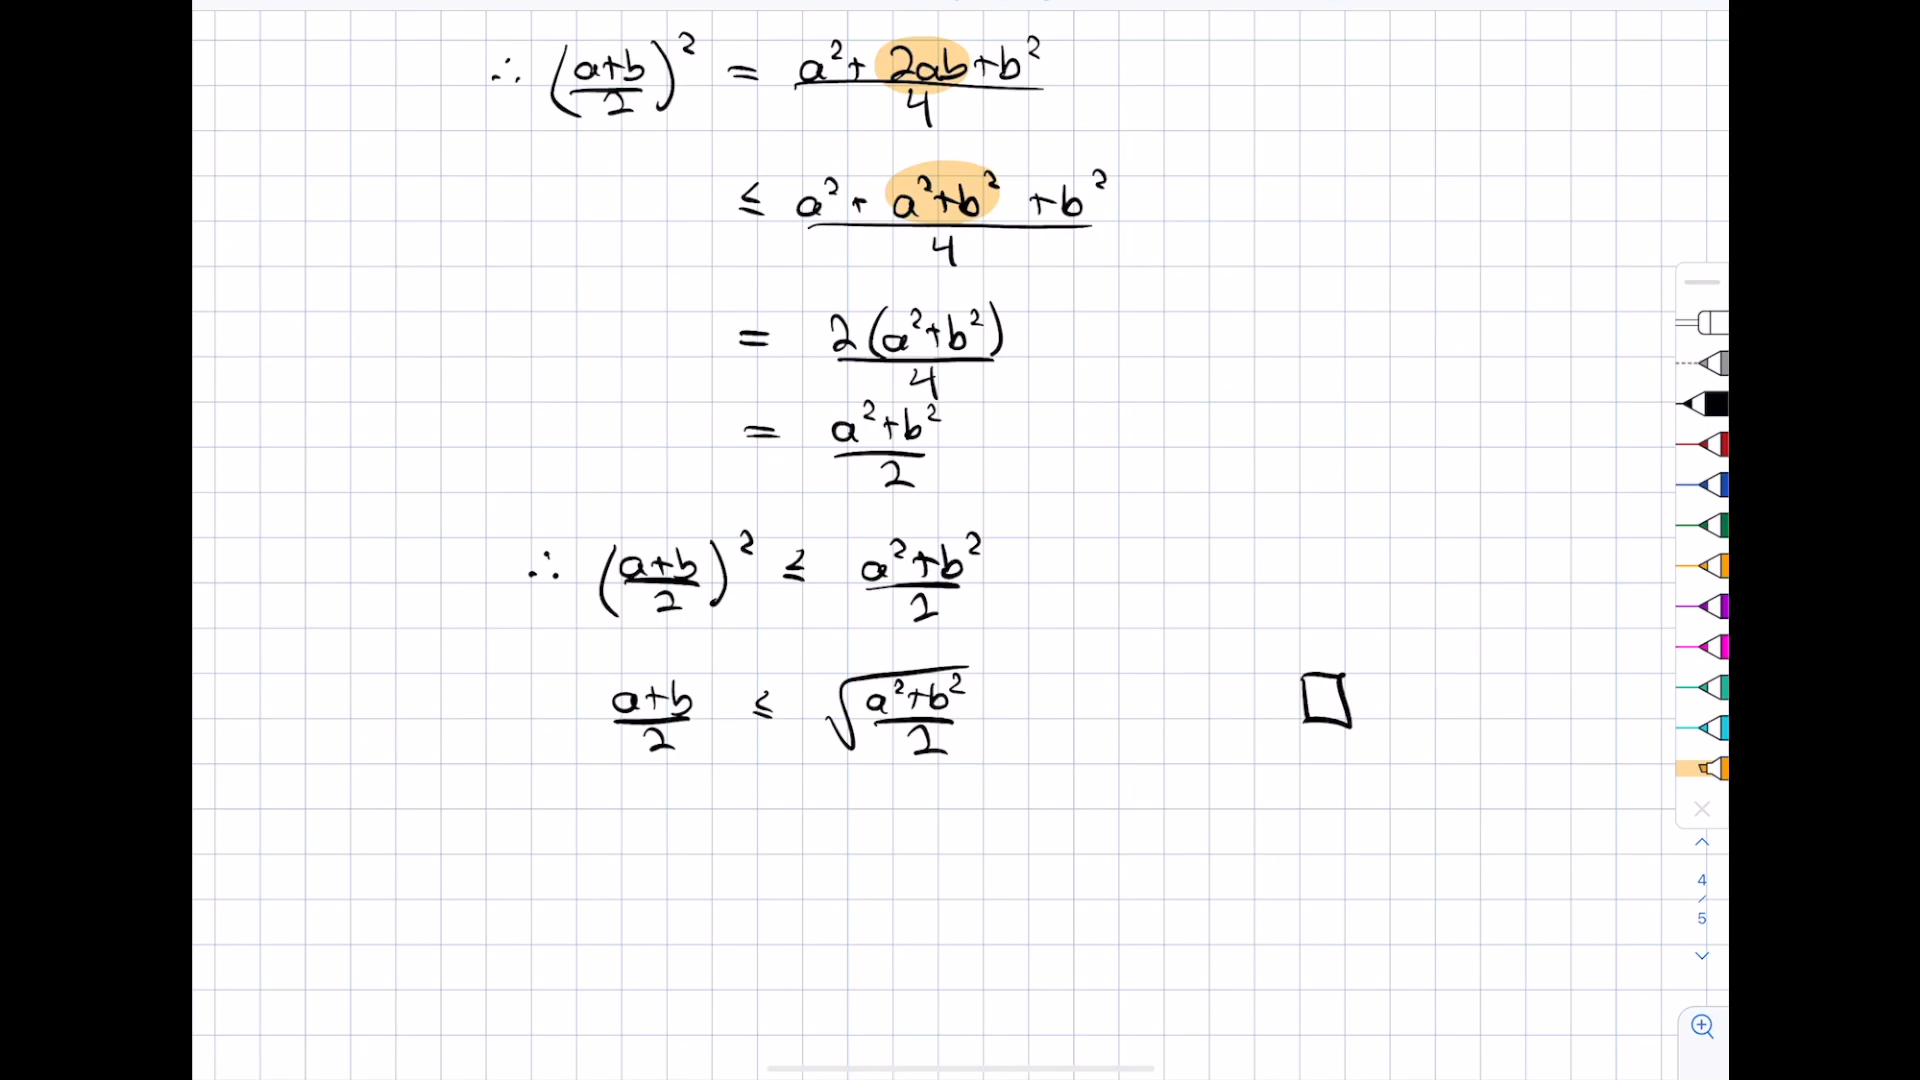 ∴ (a+b/2)² = a² + 2ab + b² / 4
≤ a² + a²+b² + b² / 4
= 2(a²+b²) / 4
= a²+b² / 2
∴ (a+b/2)² ≤ a²+b² / 2
a+b/2 ≤ √(a²+b²/2) □
4
/
5